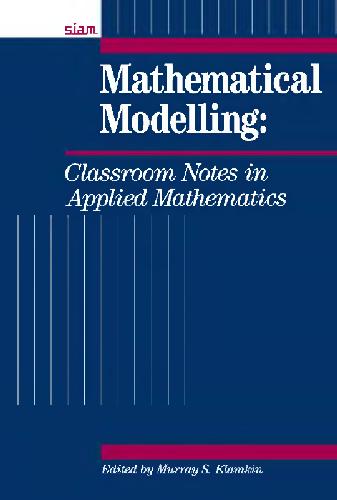 siam
Mathematical
Modelling:
Classroom Notes in
Applied Mathematics
Edited by Murray S. Klamkin